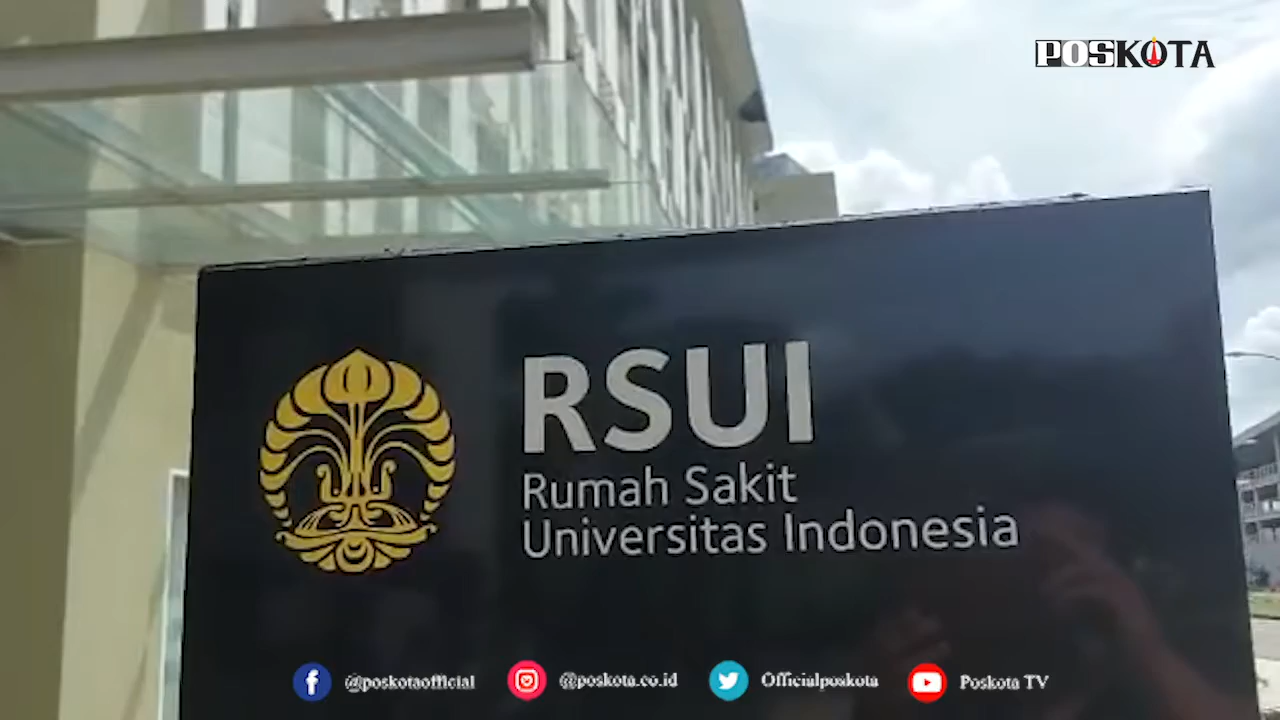 POSKOTA
RSUI
Rumah Sakit
Universitas Indonesia
@poskotaofficial
@poskota.co.id
Officialposkota
Poskota TV